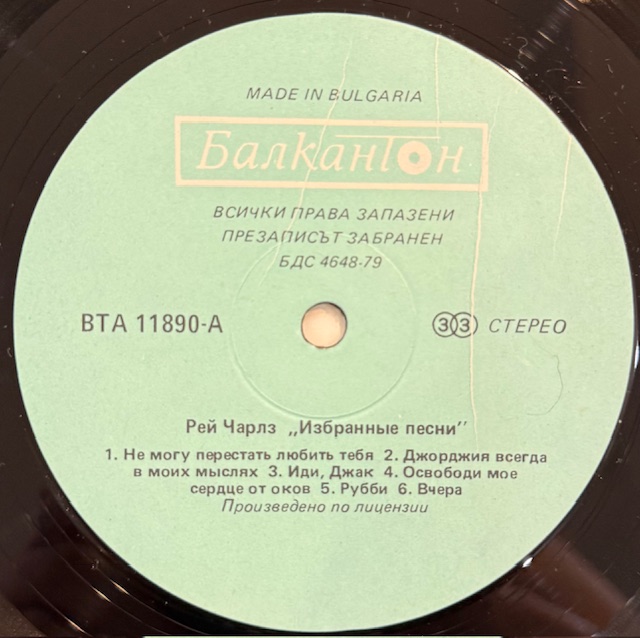 MADE IN BULGARIA
Балкантон
ВСИЧКИ ПРАВА ЗАПАЗЕНИ
ПРЕЗАПИСЪТ ЗАБРАНЕН
БДС 4648-79
ВТА 11890-А
33 СТЕРЕО
Рей Чарлз „Избранные песни”
1. Не могу перестать любить тебя 2. Джорджия всегда
в моих мыслях 3. Иди, Джак 4. Освободи мое
сердце от оков 5. Рубби 6. Вчера
Произведено по лицензии